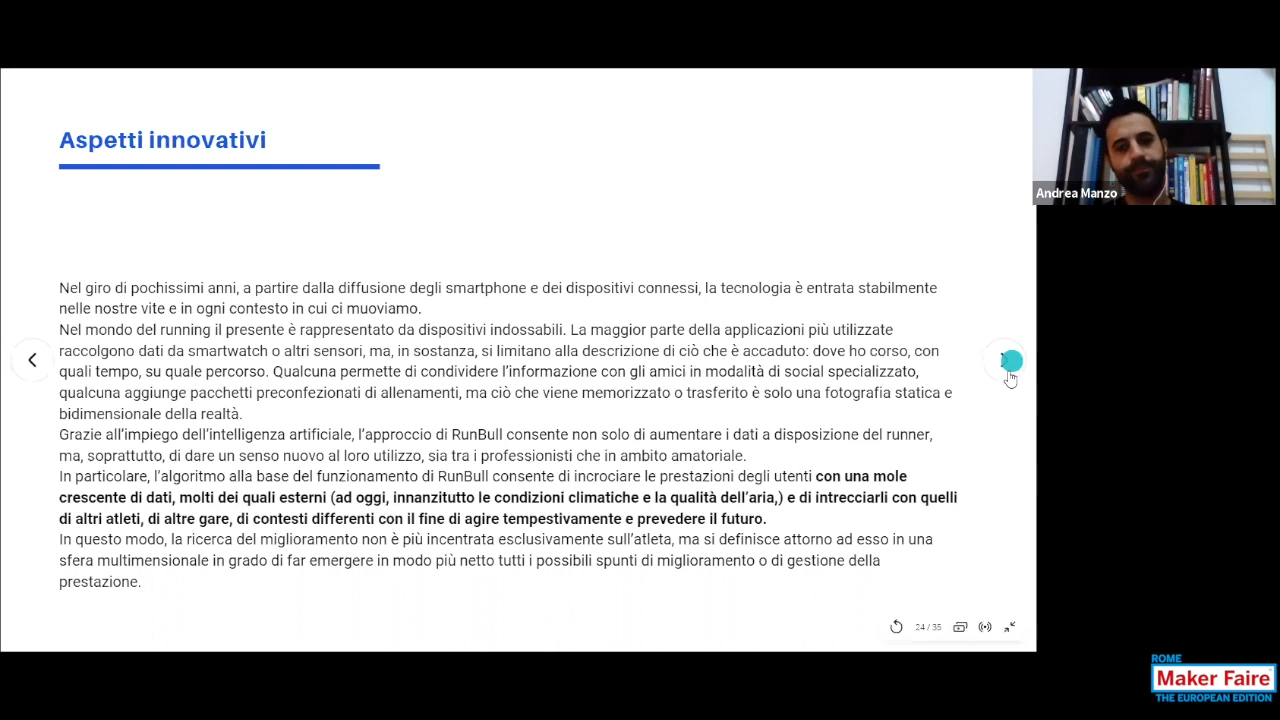 Aspetti innovativi
Andrea Manzo
Nel giro di pochissimi anni, a partire dalla diffusione degli smartphone e dei dispositivi connessi, la tecnologia è entrata stabilmente
nelle nostre vite e in ogni contesto in cui ci muoviamo.
Nel mondo del running il presente è rappresentato da dispositivi indossabili. La maggior parte della applicazioni più utilizzate
raccolgono dati da smartwatch o altri sensori, ma, in sostanza, si limitano alla descrizione di ciò che è accaduto: dove ho corso, con
quali tempo, su quale percorso. Qualcuna permette di condividere l'informazione con gli amici in modalità di social specializzato,
qualcuna aggiunge pacchetti preconfezionati di allenamenti, ma ciò che viene memorizzato o trasferito è solo una fotografia statica e
bidimensionale della realtà.
Grazie all'impiego dell'intelligenza artificiale, l'approccio di RunBull consente non solo di aumentare i dati a disposizione del runner,
ma, soprattutto, di dare un senso nuovo al loro utilizzo, sia tra i professionisti che in ambito amatoriale.
In particolare, l'algoritmo alla base del funzionamento di RunBull consente di incrociare le prestazioni degli utenti con una mole
crescente di dati, molti dei quali esterni (ad oggi, innanzitutto le condizioni climatiche e la qualità dell'aria,) e di intrecciarli con quelli
di altri atleti, di altre gare, di contesti differenti con il fine di agire tempestivamente e prevedere il futuro.
In questo modo, la ricerca del miglioramento non è più incentrata esclusivamente sull'atleta, ma si definisce attorno ad esso in una
sfera multimensionale in grado di far emergere in modo più netto tutti i possibili spunti di miglioramento o di gestione della
prestazione.
24 / 35
ROME
Maker Faire
THE EUROPEAN EDITION